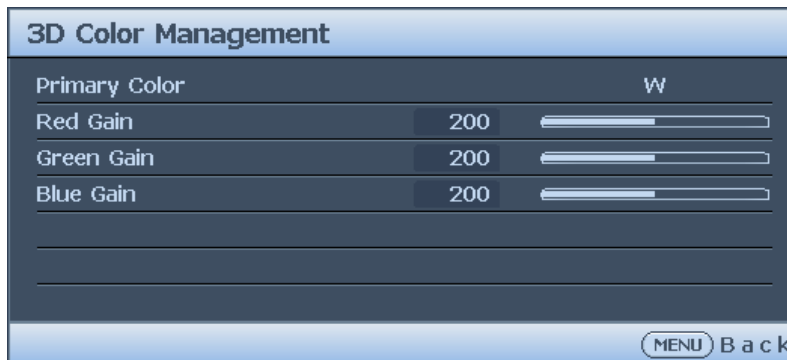 3D Color Management
Primary Color W
Red Gain 200
Green Gain 200
Blue Gain 200
MENU Back